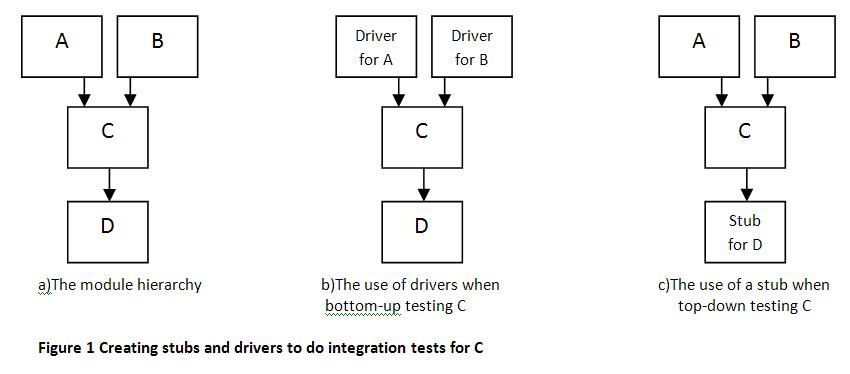 A
B
C
D
a)The module hierarchy
Driver
for A
Driver
for B
C
D
b)The use of drivers when
bottom-up testing C
A
B
C
Stub
for D
c)The use of a stub when
top-down testing C
Figure 1 Creating stubs and drivers to do integration tests for C